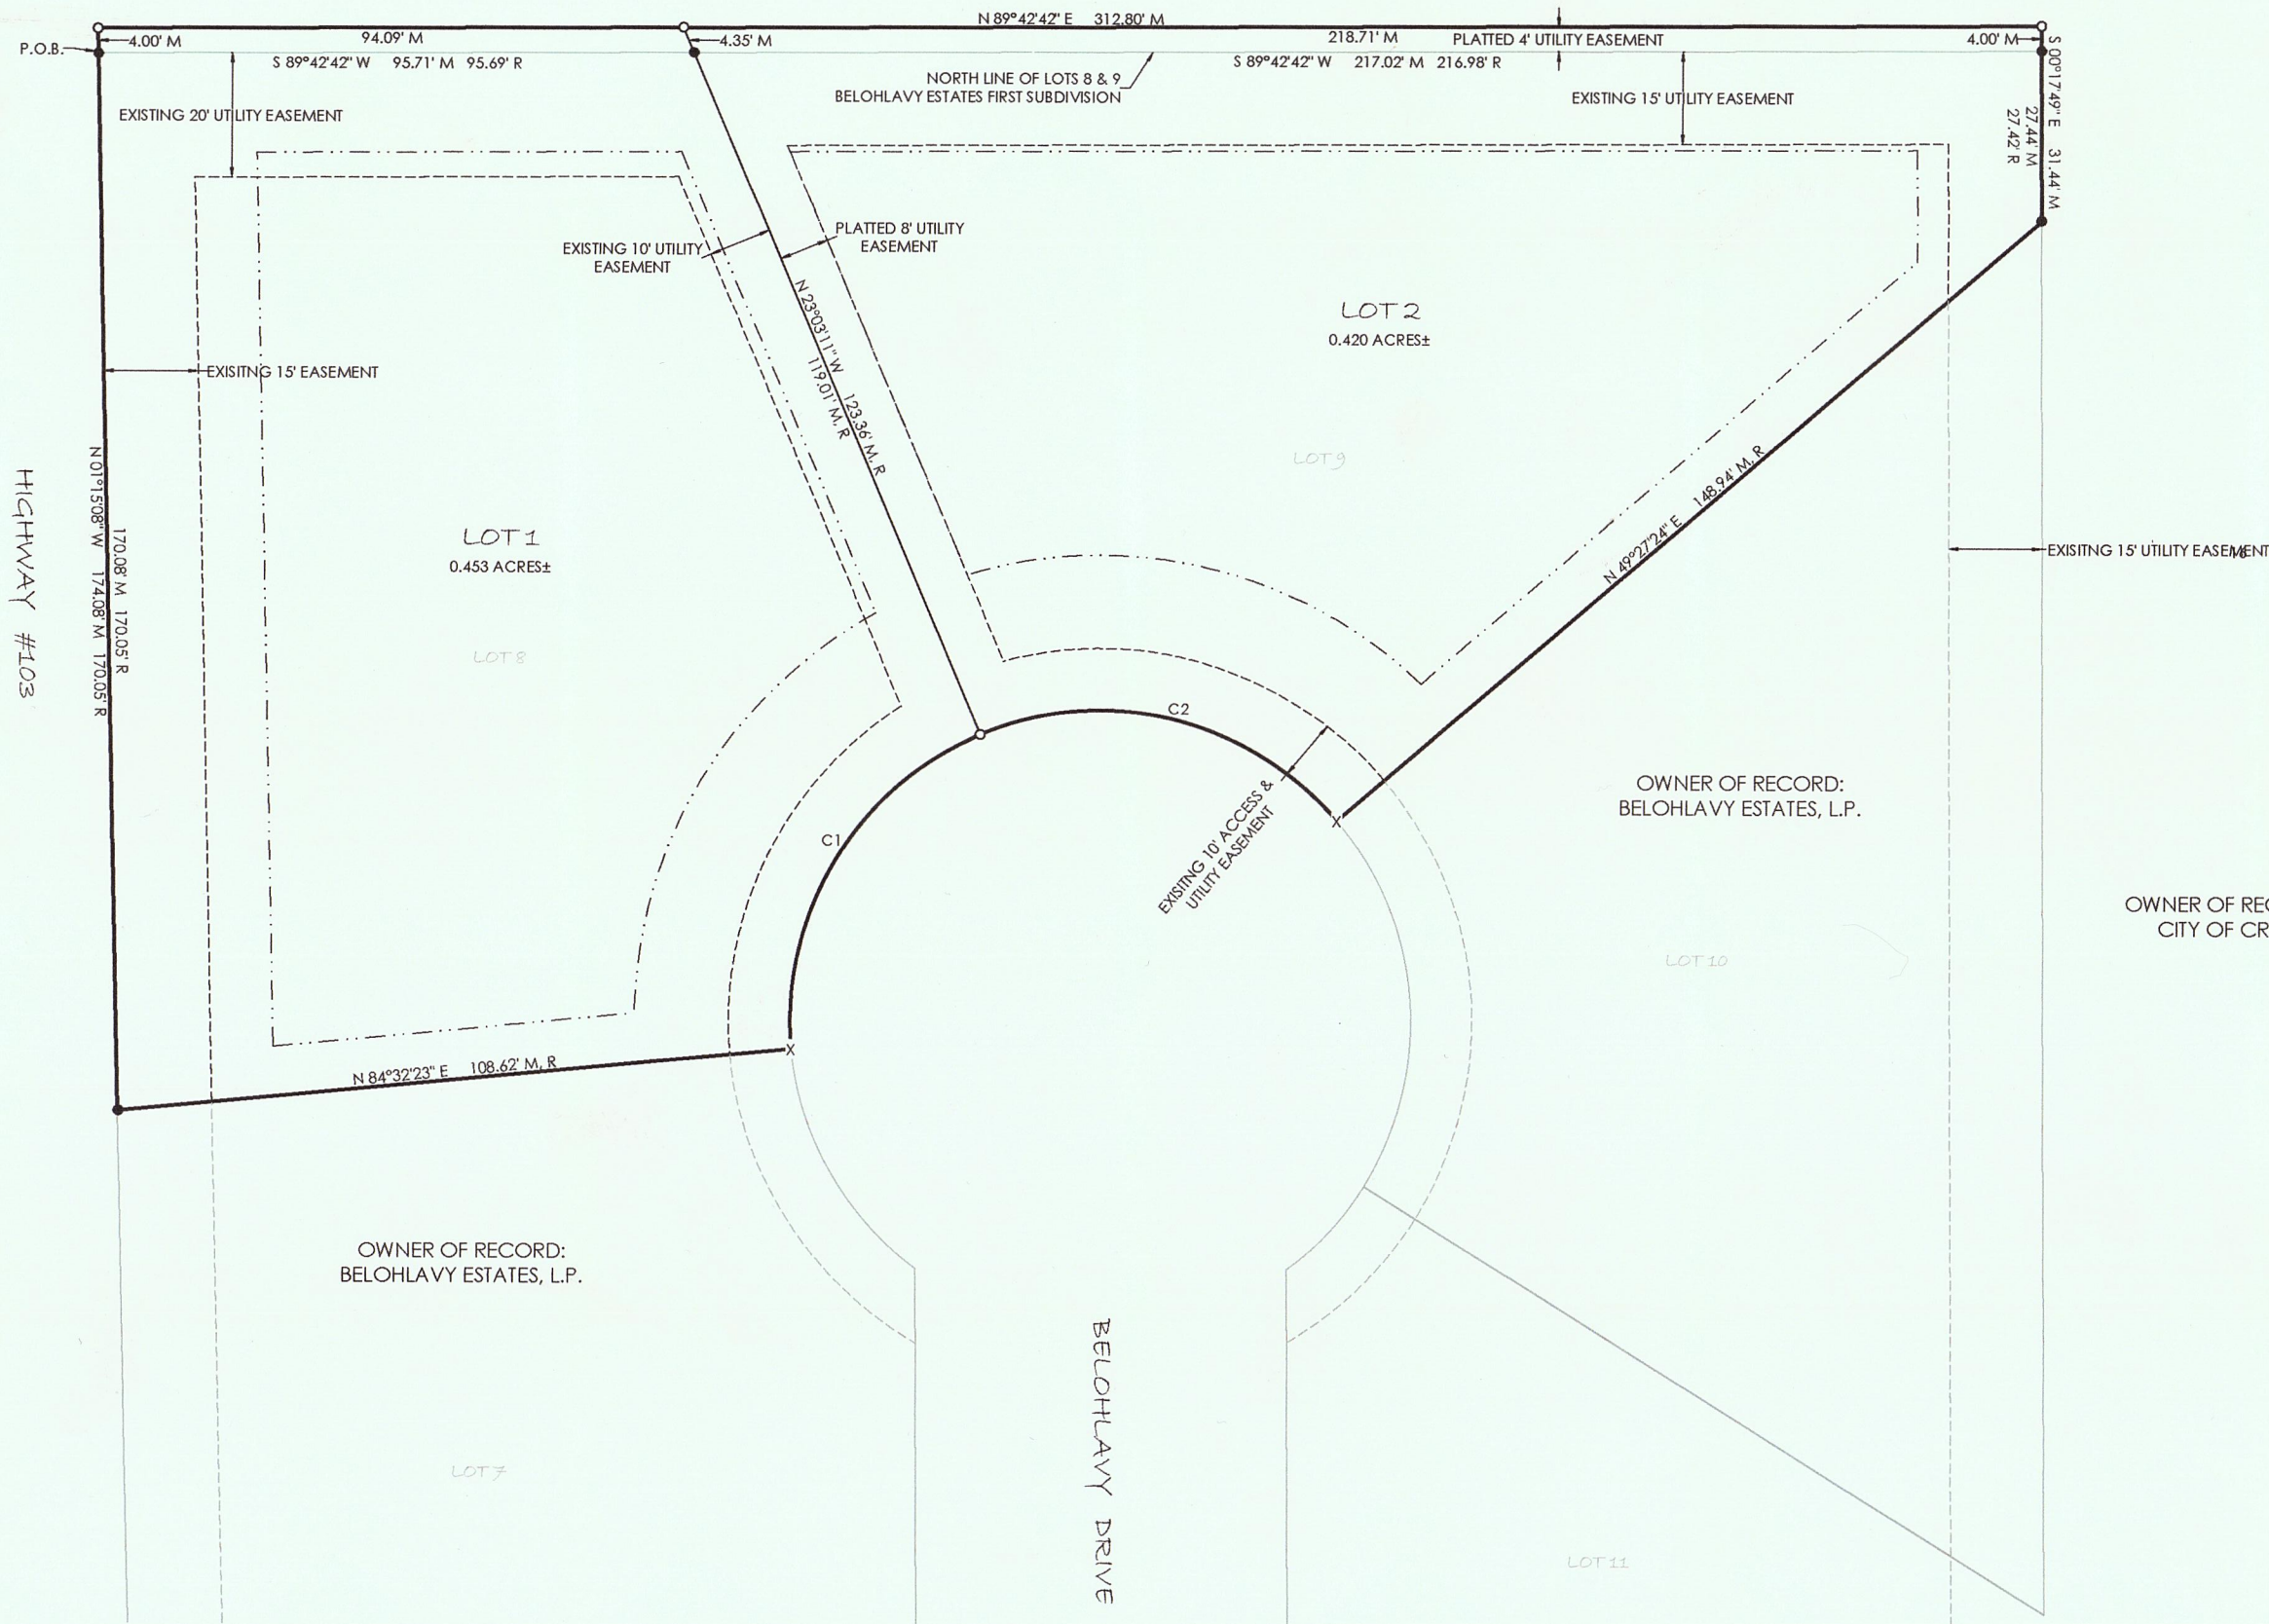 N 89°42'42" E 312.80' M
P.O.B.
4.00' M
94.09' M
4.35' M
218.71' M
PLATTED 4' UTILITY EASEMENT
4.00' M
S 89°42'42" W 95.71' M 95.69' R
S 89°42'42" W 217.02' M 216.98' R
NORTH LINE OF LOTS 8 & 9
BELOHLAVY ESTATES FIRST SUBDIVISION
S 00°17'49" E 31.44' M
27.44' M
27.42' R
EXISTING 20' UTILITY EASEMENT
EXISTING 15' UTILITY EASEMENT
EXISTING 10' UTILITY
EASEMENT
PLATTED 8' UTILITY
EASEMENT
N 23°03'11" W 123.36' M, R
119.01' M, R
LOT 2
0.420 ACRES±
EXISITNG 15' EASEMENT
LOT 9
N 49°27'24" E 148.94' M, R
HIGHWAY #103
N 01°15'08" W 174.08' M 170.05' R
170.08' M 170.05' R
LOT 1
0.453 ACRES±
EXISITNG 15' UTILITY EASEMENT
LOT 8
C2
C1
EXISITNG 10' ACCESS &
UTILITY EASEMENT
OWNER OF RECORD:
BELOHLAVY ESTATES, L.P.
OWNER OF REC
CITY OF CR
LOT 10
N 84°32'23" E 108.62' M, R
OWNER OF RECORD:
BELOHLAVY ESTATES, L.P.
BELOHLAVY DRIVE
LOT 7
LOT 11